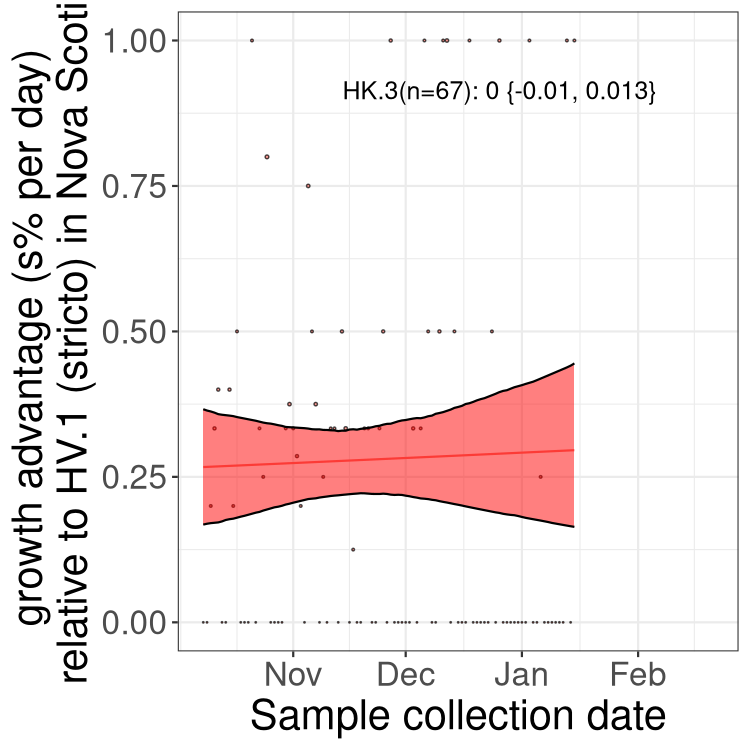 growth advantage (s% per day)
relative to HV.1 (stricto) in Nova Scoti
1.00
0.75
0.50
0.25
0.00
HK.3(n=67): 0 {-0.01, 0.013}
Nov Dec Jan Feb
Sample collection date